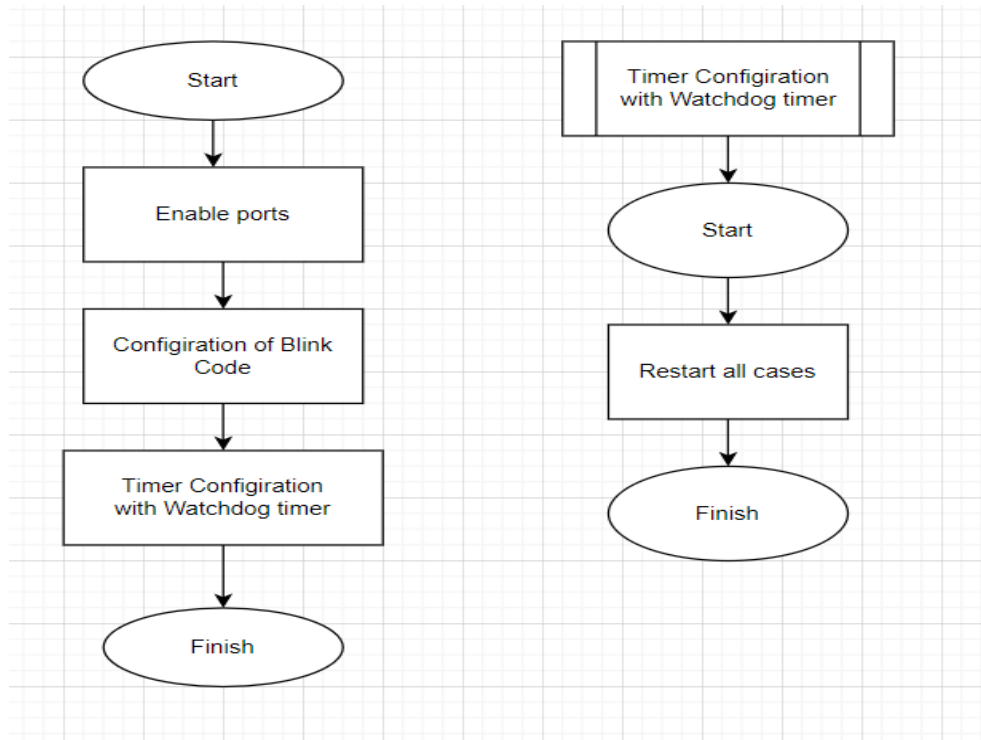 Start
Enable ports
Configiration of Blink
Code
Timer Configiration
with Watchdog timer
Finish
Timer Configiration
with Watchdog timer
Start
Restart all cases
Finish